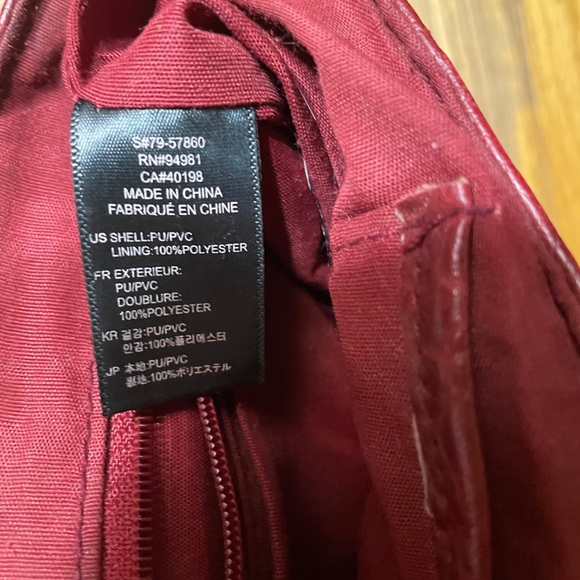 S#79-57860
RN#94981
CA#40198
MADE IN CHINA
FABRIQUÉ EN CHINE
US SHELL:PU/PVC
LINING:100%POLYESTER
FR EXTERIEUR:
PU/PVC
DOUBLURE:
100%POLYESTER
KR 겉감:PU/PVC
안감:100%폴리에스터
JP 本地:PU/PVC
裏地:100%ポリエステル